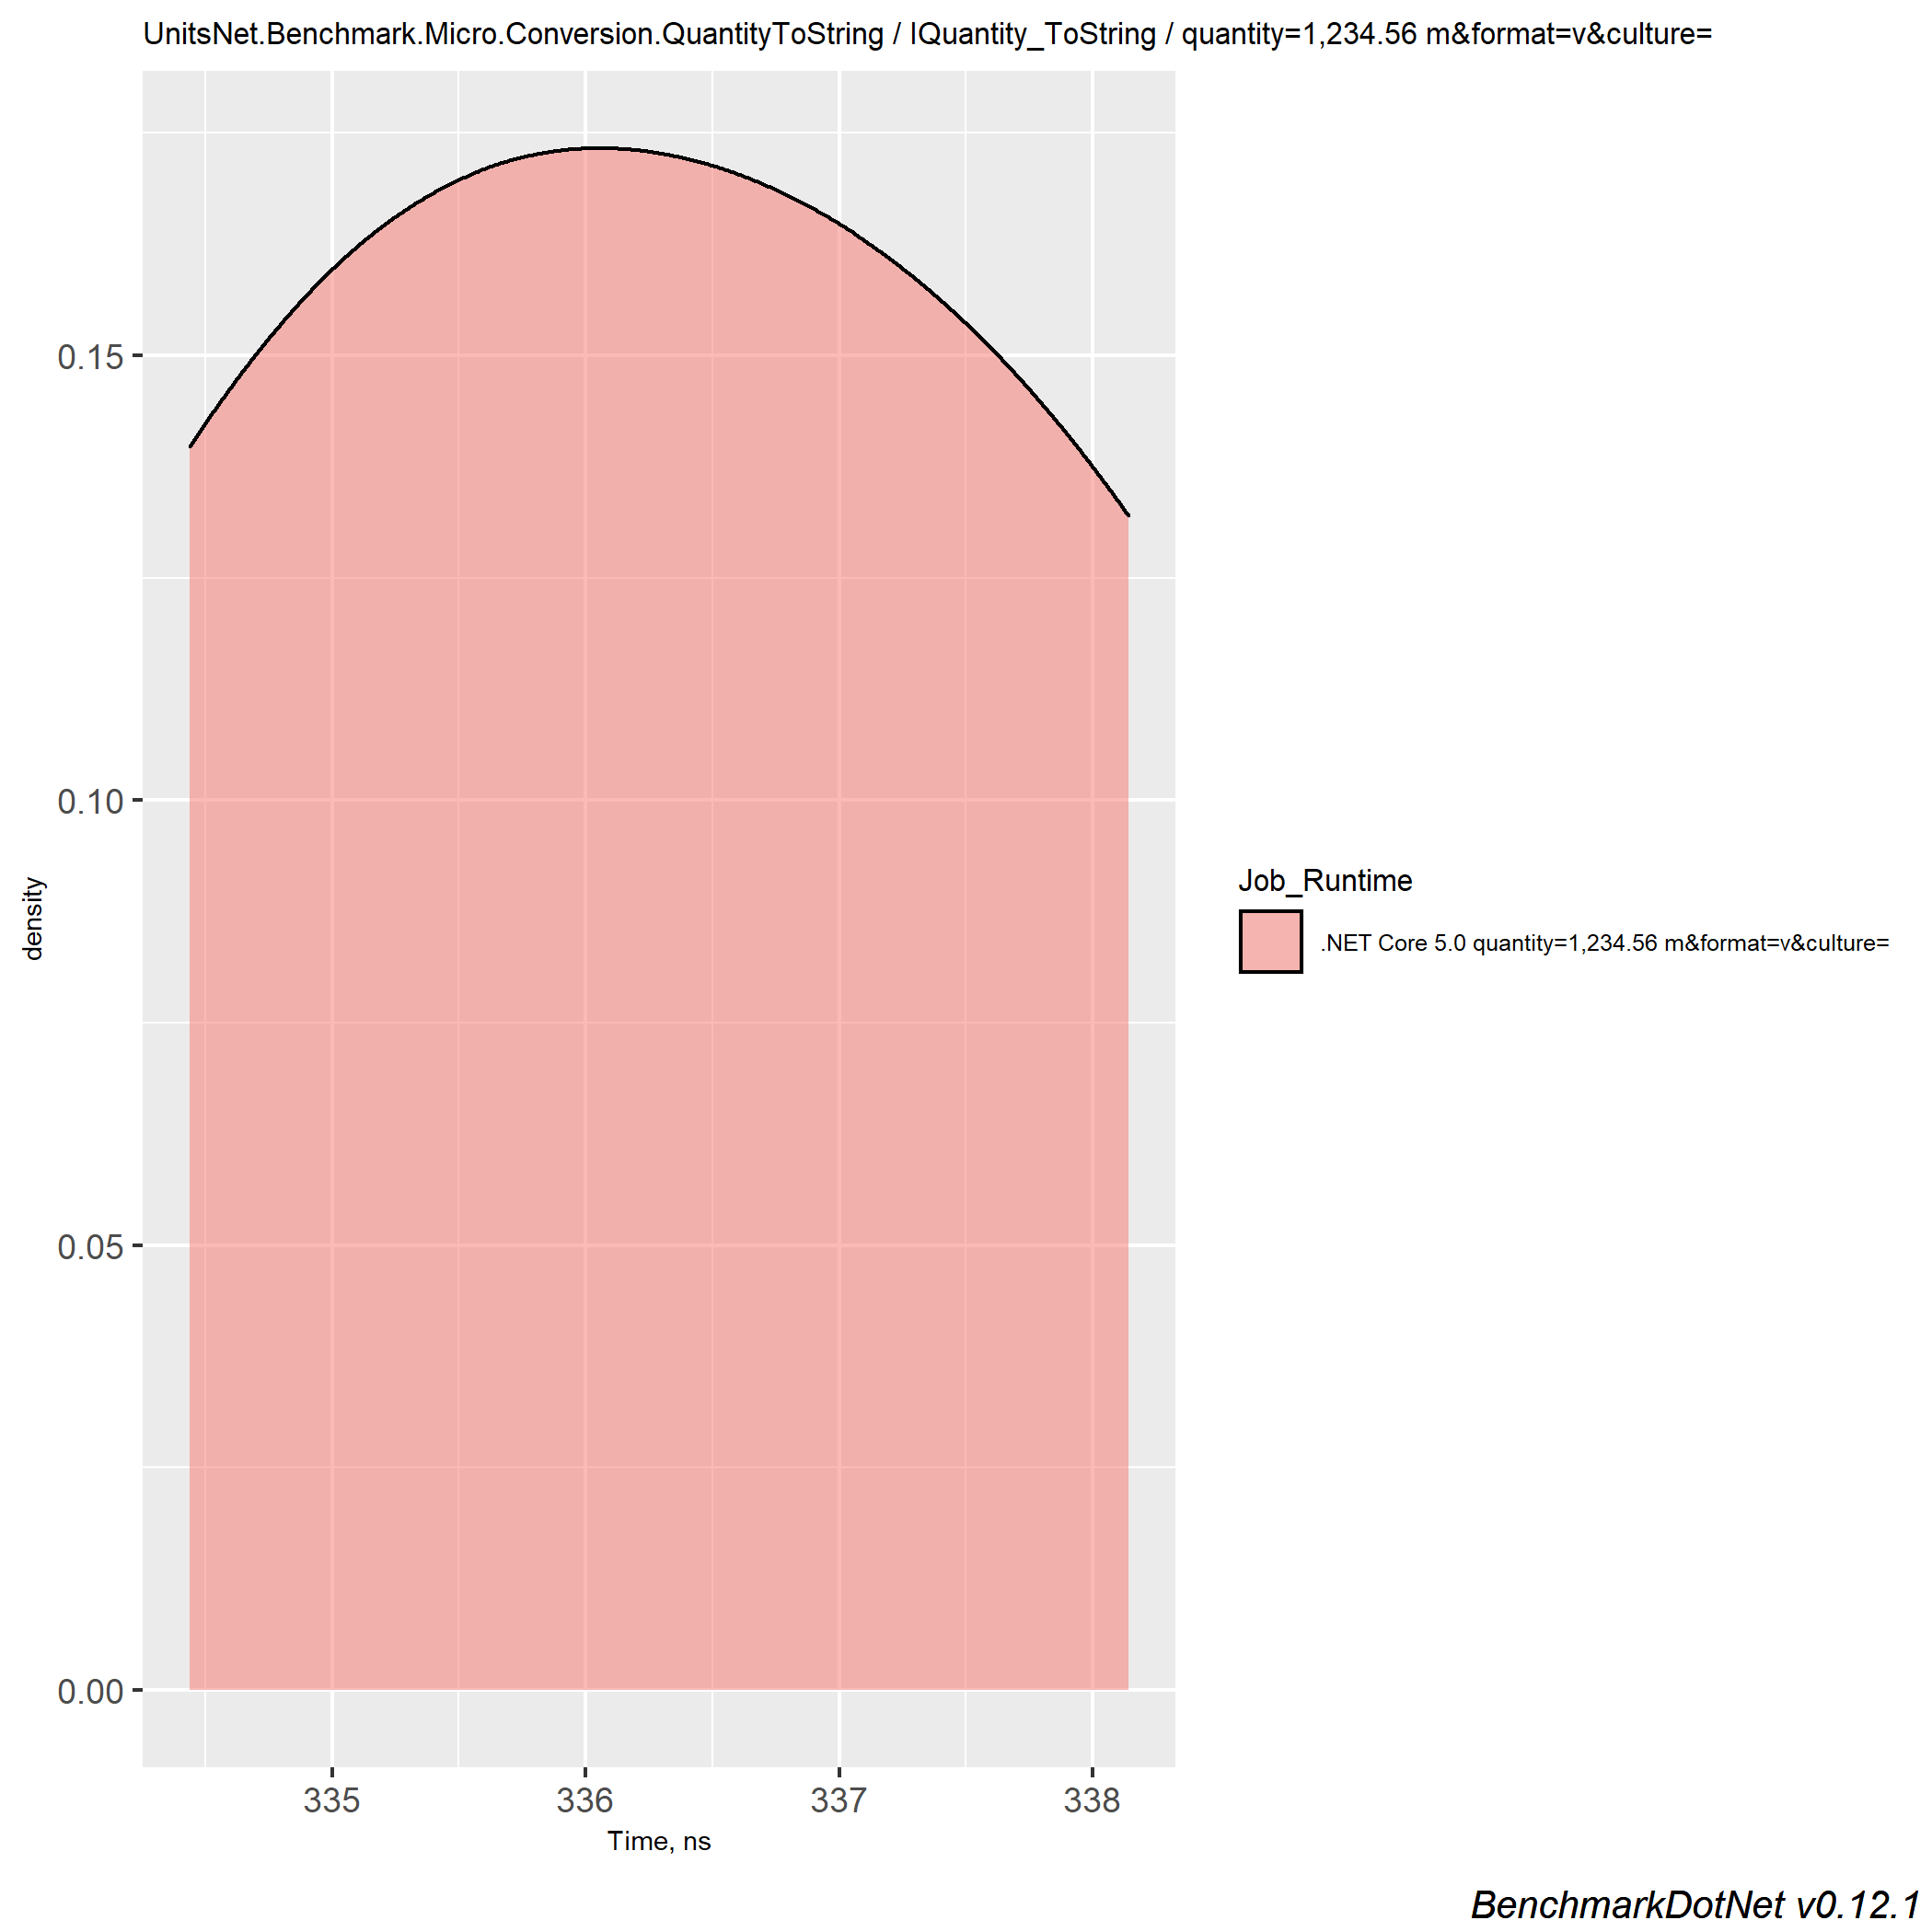 UnitsNet.Benchmark.Micro.Conversion.QuantityToString / IQuantity_ToString / quantity=1,234.56 m&format=v&culture=
0.15
0.10
0.05
0.00
density
335 336 337 338
Time, ns
Job_Runtime
.NET Core 5.0 quantity=1,234.56 m&format=v&culture=
BenchmarkDotNet v0.12.1